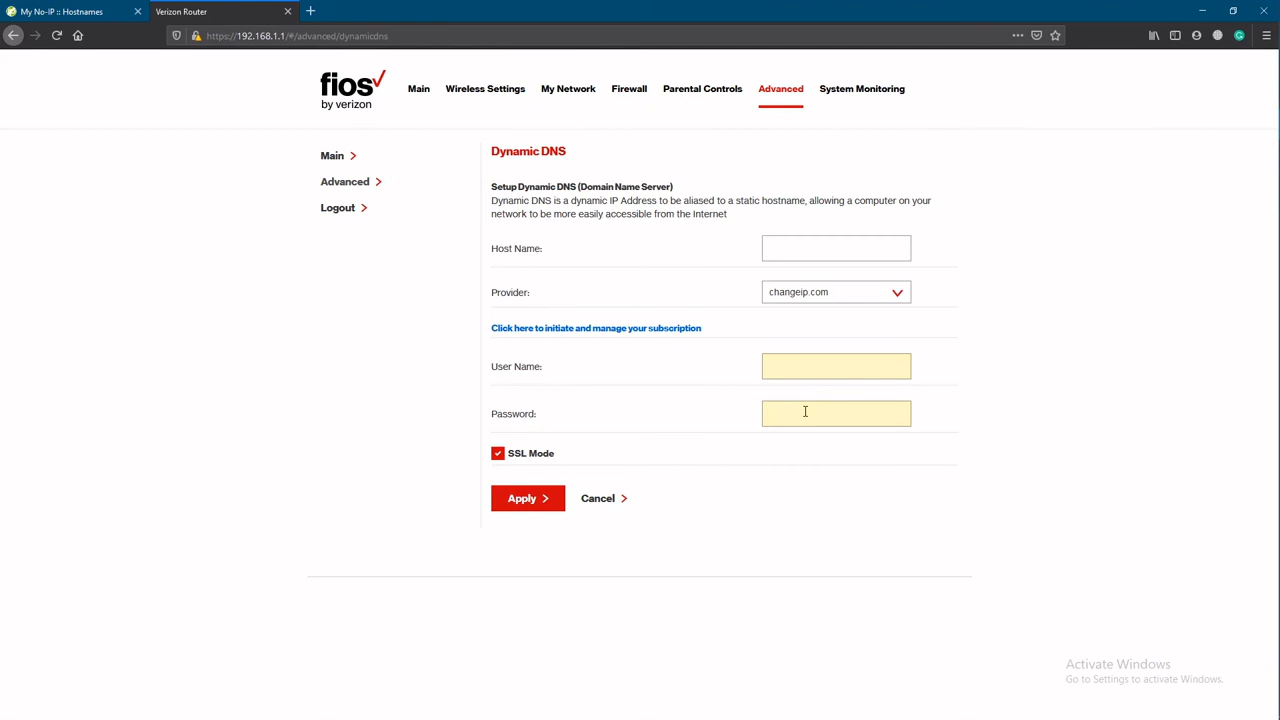 My No-IP :: Hostnames
Verizon Router
https://192.168.1.1/#/advanced/dynamicdns
fios
by verizon
Main
Wireless Settings
My Network
Firewall
Parental Controls
Advanced
System Monitoring
Main
Advanced
Logout
Dynamic DNS
Setup Dynamic DNS (Domain Name Server)
Dynamic DNS is a dynamic IP Address to be aliased to a static hostname, allowing a computer on your
network to be more easily accessible from the Internet
Host Name:
Provider:
changeip.com
Click here to initiate and manage your subscription
User Name:
Password:
SSL Mode
Apply
Cancel
Activate Windows
Go to Settings to activate Windows.